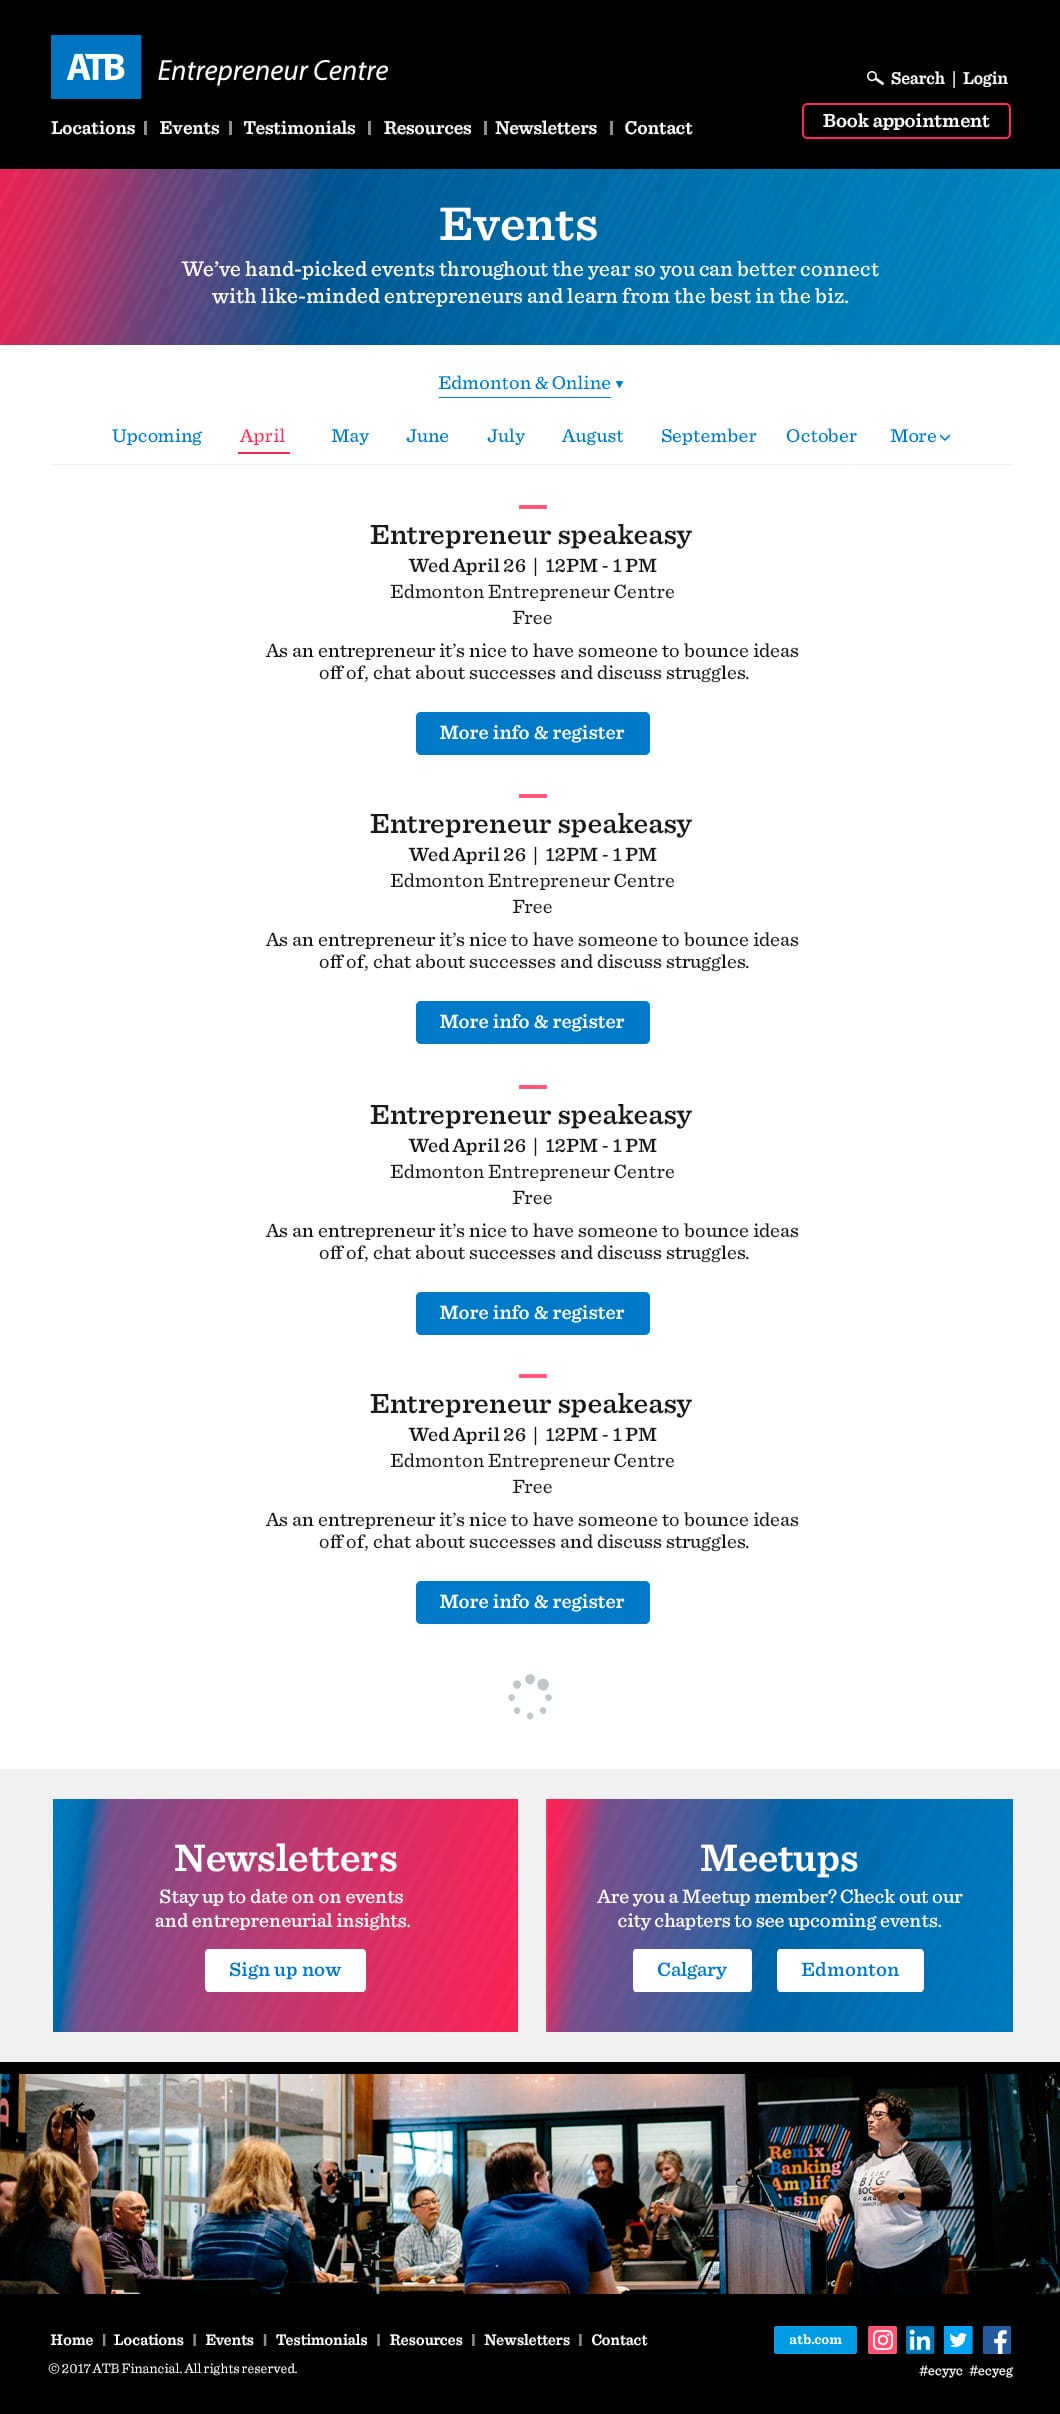 ATB Entrepreneur Centre
Search | Login
Locations | Events | Testimonials | Resources | Newsletters | Contact
Book appointment
Events
We've hand-picked events throughout the year so you can better connect
with like-minded entrepreneurs and learn from the best in the biz.
Edmonton & Online
Upcoming April May June July August September October More
Entrepreneur speakeasy
Wed April 26 | 12PM - 1 PM
Edmonton Entrepreneur Centre
Free
As an entrepreneur it's nice to have someone to bounce ideas
off of, chat about successes and discuss struggles.
More info & register
Entrepreneur speakeasy
Wed April 26 | 12PM - 1 PM
Edmonton Entrepreneur Centre
Free
As an entrepreneur it's nice to have someone to bounce ideas
off of, chat about successes and discuss struggles.
More info & register
Entrepreneur speakeasy
Wed April 26 | 12PM - 1 PM
Edmonton Entrepreneur Centre
Free
As an entrepreneur it's nice to have someone to bounce ideas
off of, chat about successes and discuss struggles.
More info & register
Entrepreneur speakeasy
Wed April 26 | 12PM - 1 PM
Edmonton Entrepreneur Centre
Free
As an entrepreneur it's nice to have someone to bounce ideas
off of, chat about successes and discuss struggles.
More info & register
Newsletters
Stay up to date on on events
and entrepreneurial insights.
Sign up now
Meetups
Are you a Meetup member? Check out our
city chapters to see upcoming events.
Calgary Edmonton
Remix
Banking
Amplify
BIG
Home | Locations | Events | Testimonials | Resources | Newsletters | Contact
atb.com
© 2017 ATB Financial. All rights reserved.
#ecyyc #ecyeg